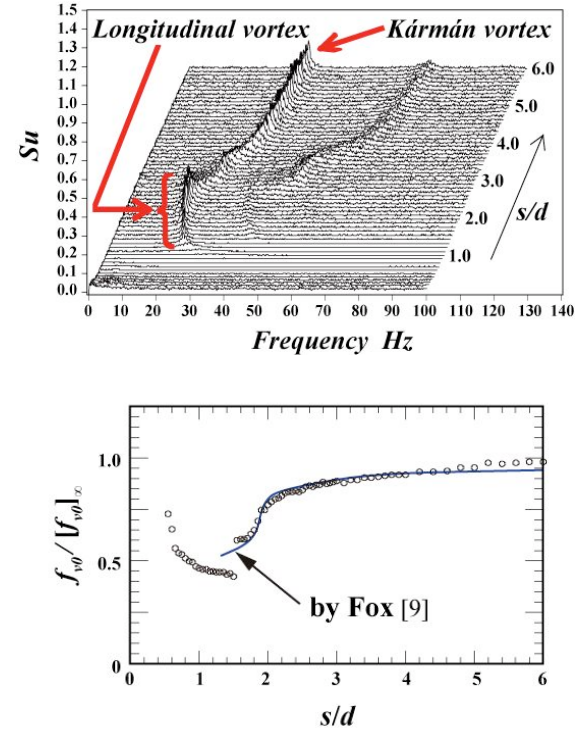 Longitudinal vortex
Kármán vortex
Su
1.5
1.4
1.3
1.2
1.1
1.0
0.9
0.8
0.7
0.6
0.5
0.4
0.3
0.2
0.1
0.0
6.0
5.0
4.0
3.0
2.0
1.0
s/d
0 10 20 30 40 50 60 70 80 90 100 110 120 130 140
Frequency Hz
f_{v0}/[f_{v0}]_∞
1.0
0.5
0
by Fox [9]
0 1 2 3 4 5 6
s/d